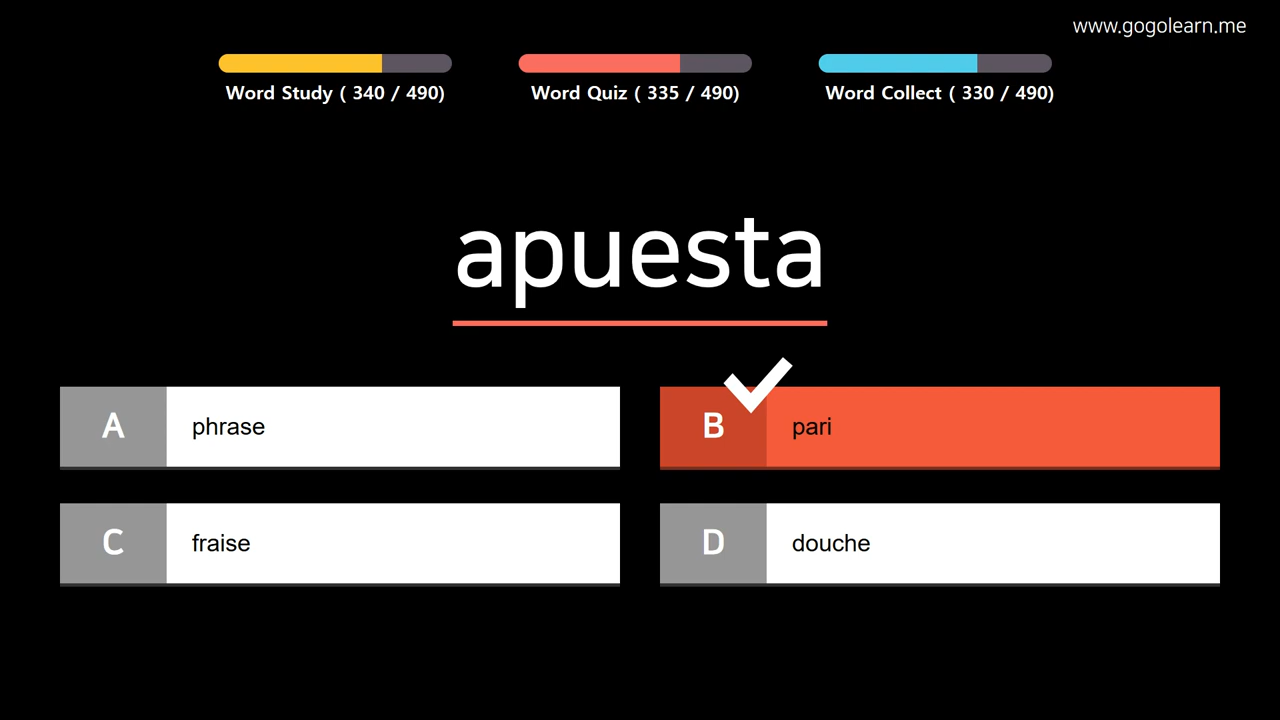 www.gogolearn.me
Word Study ( 340 / 490)
Word Quiz ( 335 / 490)
Word Collect ( 330 / 490)
apuesta
A phrase
B pari
C fraise
D douche